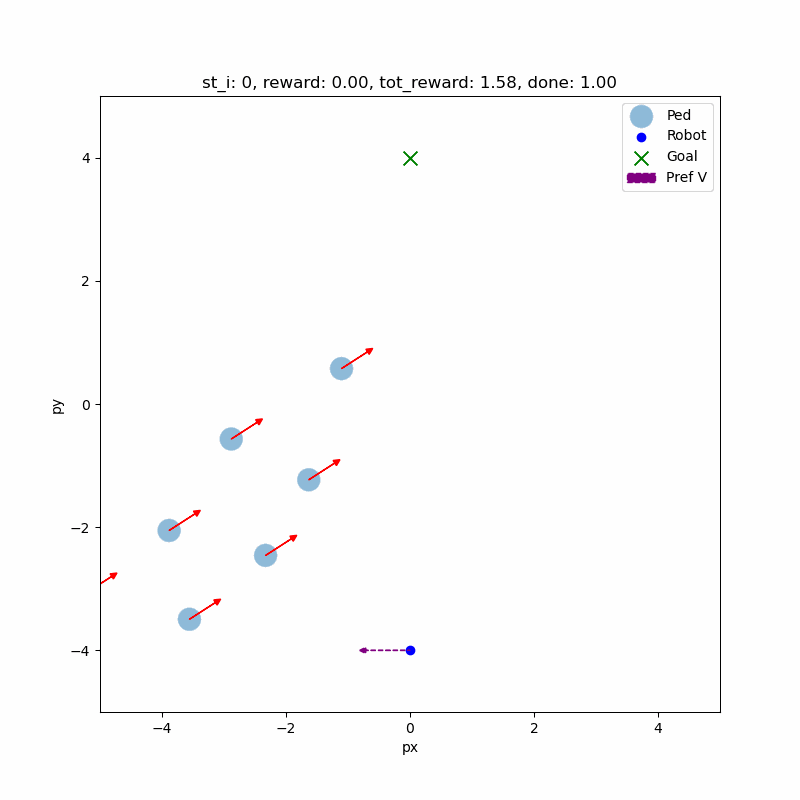 st_i: 0, reward: 0.00, tot_reward: 1.58, done: 1.00
Ped
Robot
Goal
Pref V
4
2
0
−2
−4
py
−4
−2
0
2
4
px